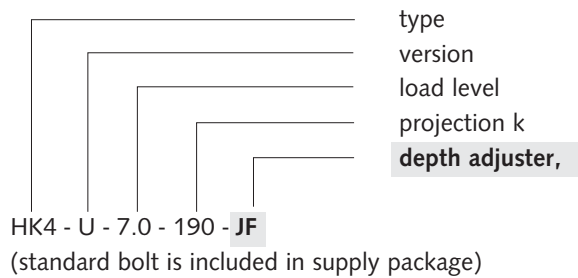 type
version
load level
projection k
depth adjuster,
HK4 - U - 7.0 - 190 - JF
(standard bolt is included in supply package)